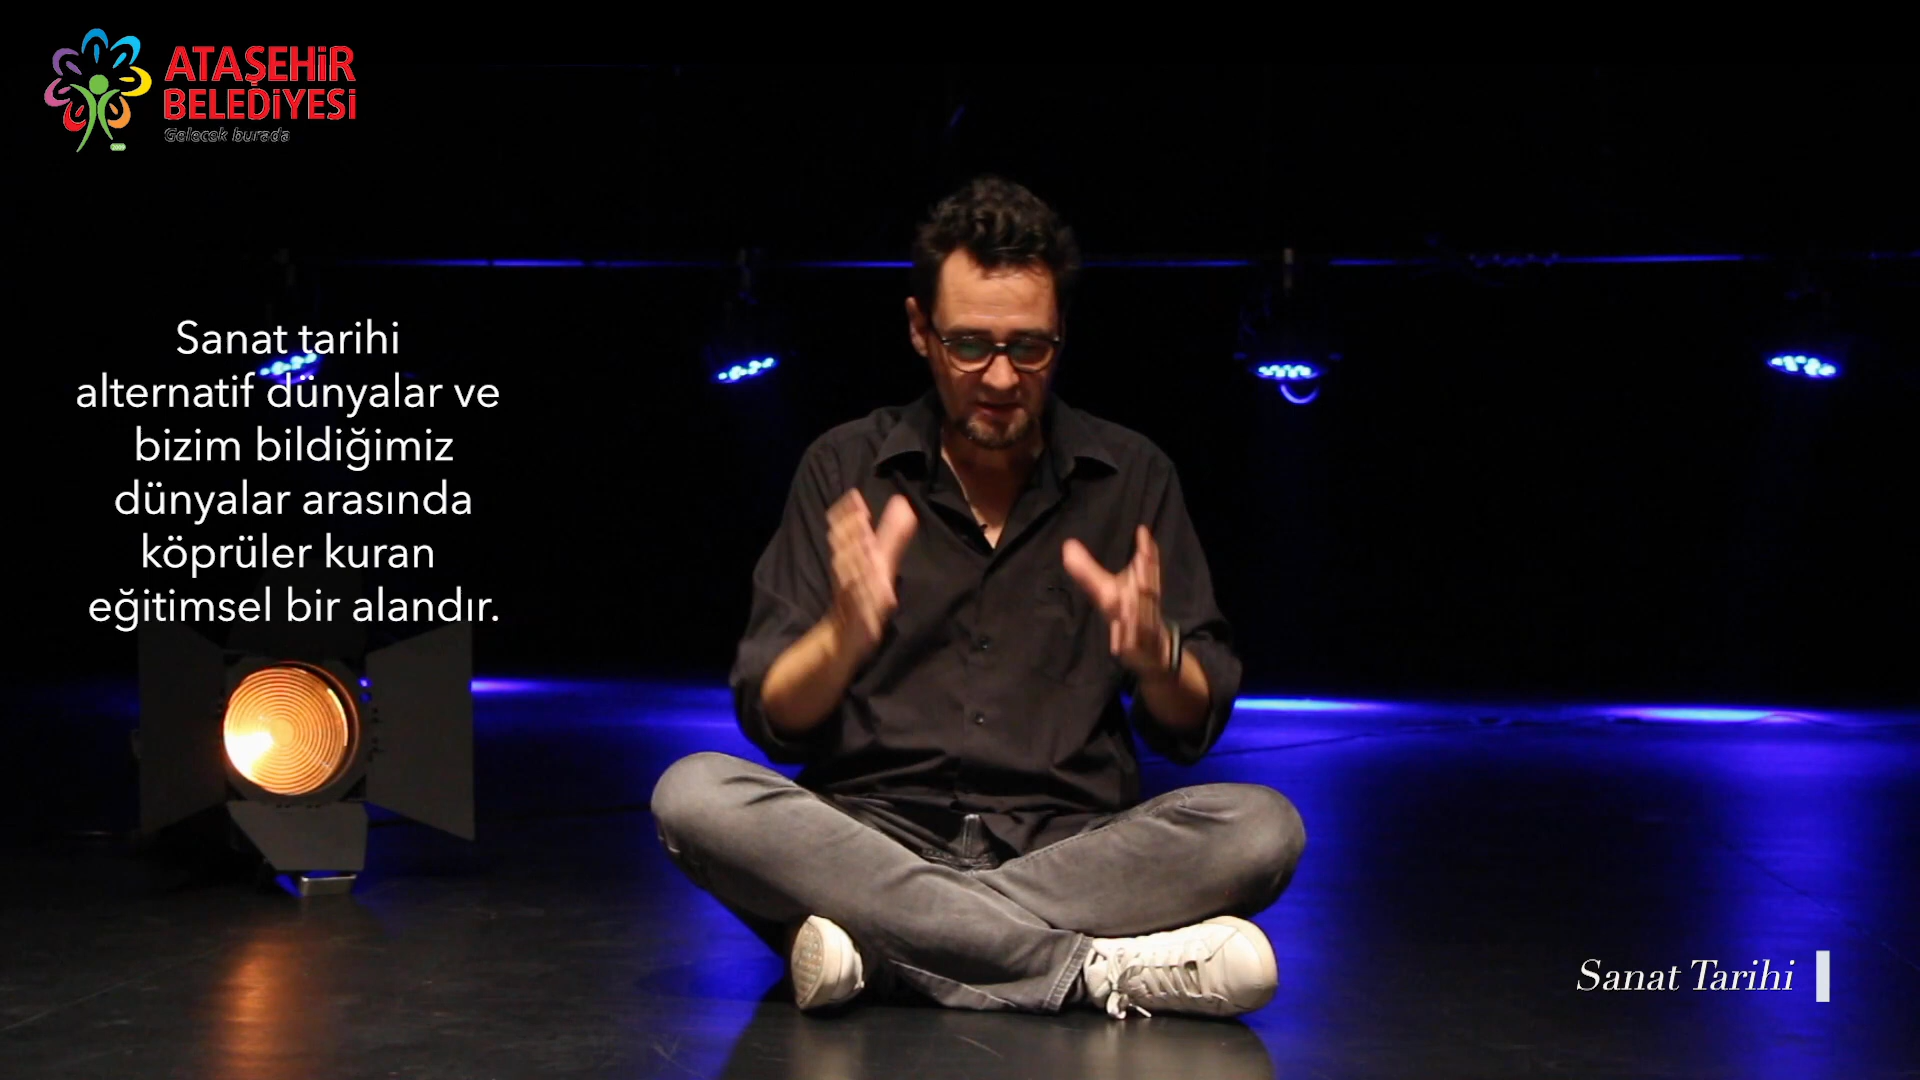 ATAŞEHİR
BELEDİYESİ
Gelecek burada
Sanat tarihi
alternatif dünyalar ve
bizim bildiğimiz
dünyalar arasında
köprüler kuran
eğitimsel bir alandır.
Sanat Tarihi